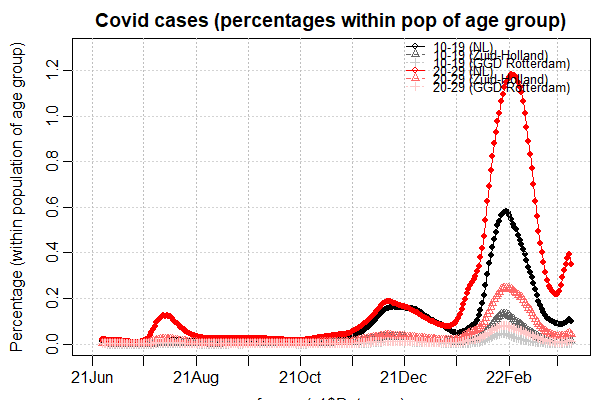 Covid cases (percentages within pop of age group)
Percentage (within population of age group)
1.2
1.0
0.8
0.6
0.4
0.2
0.0
10-19 (NL)
10-19 (Zuid-Holland)
10-19 (GGD Rotterdam)
20-29 (NL)
20-29 (Zuid-Holland)
20-29 (GGD Rotterdam)
21Jun
21Aug
21Oct
21Dec
22Feb